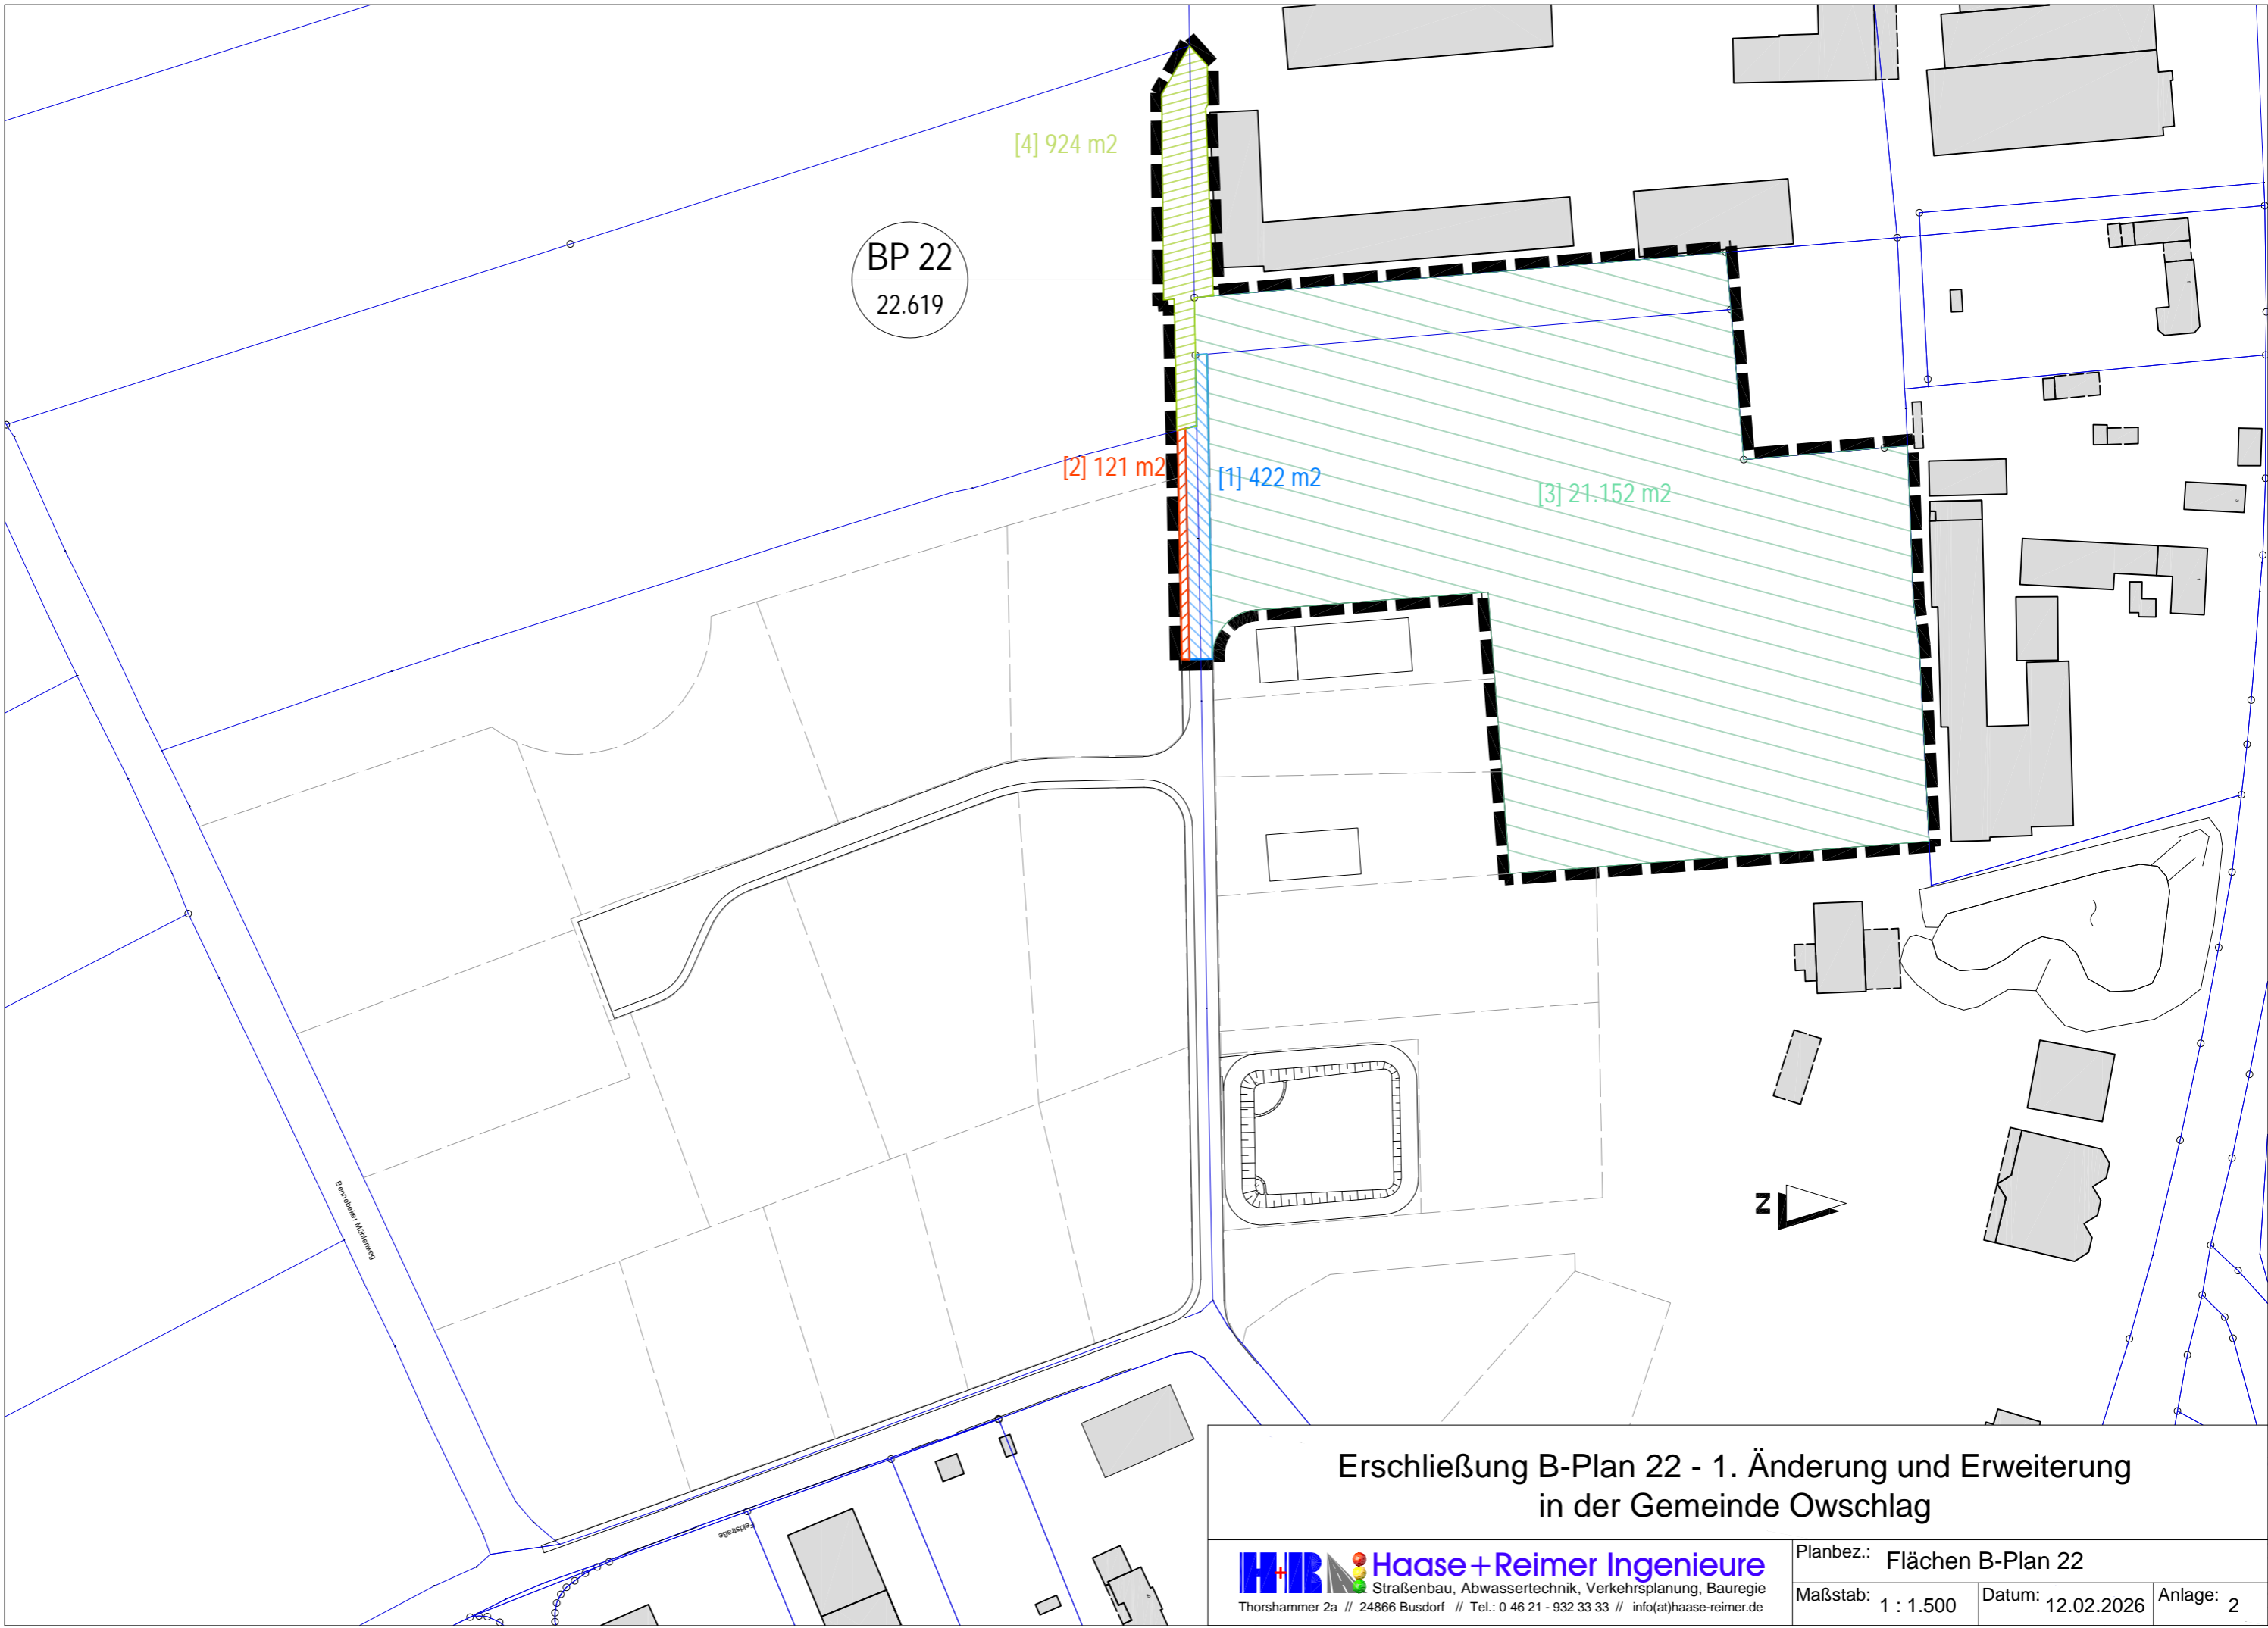 [4] 924 m2
BP 22
22.619
[2] 121 m2
[1] 422 m2
[3] 21.152 m2
Bennebeker Mühlenweg
N
Feldstraße
Erschließung B-Plan 22 - 1. Änderung und Erweiterung
in der Gemeinde Owschlag
H+R
Haase+Reimer Ingenieure
Straßenbau, Abwassertechnik, Verkehrsplanung, Bauregie
Thorshammer 2a // 24866 Busdorf // Tel.: 0 46 21 - 932 33 33 // info(at)haase-reimer.de
Planbez.: Flächen B-Plan 22
Maßstab: 1 : 1.500
Datum: 12.02.2026
Anlage: 2